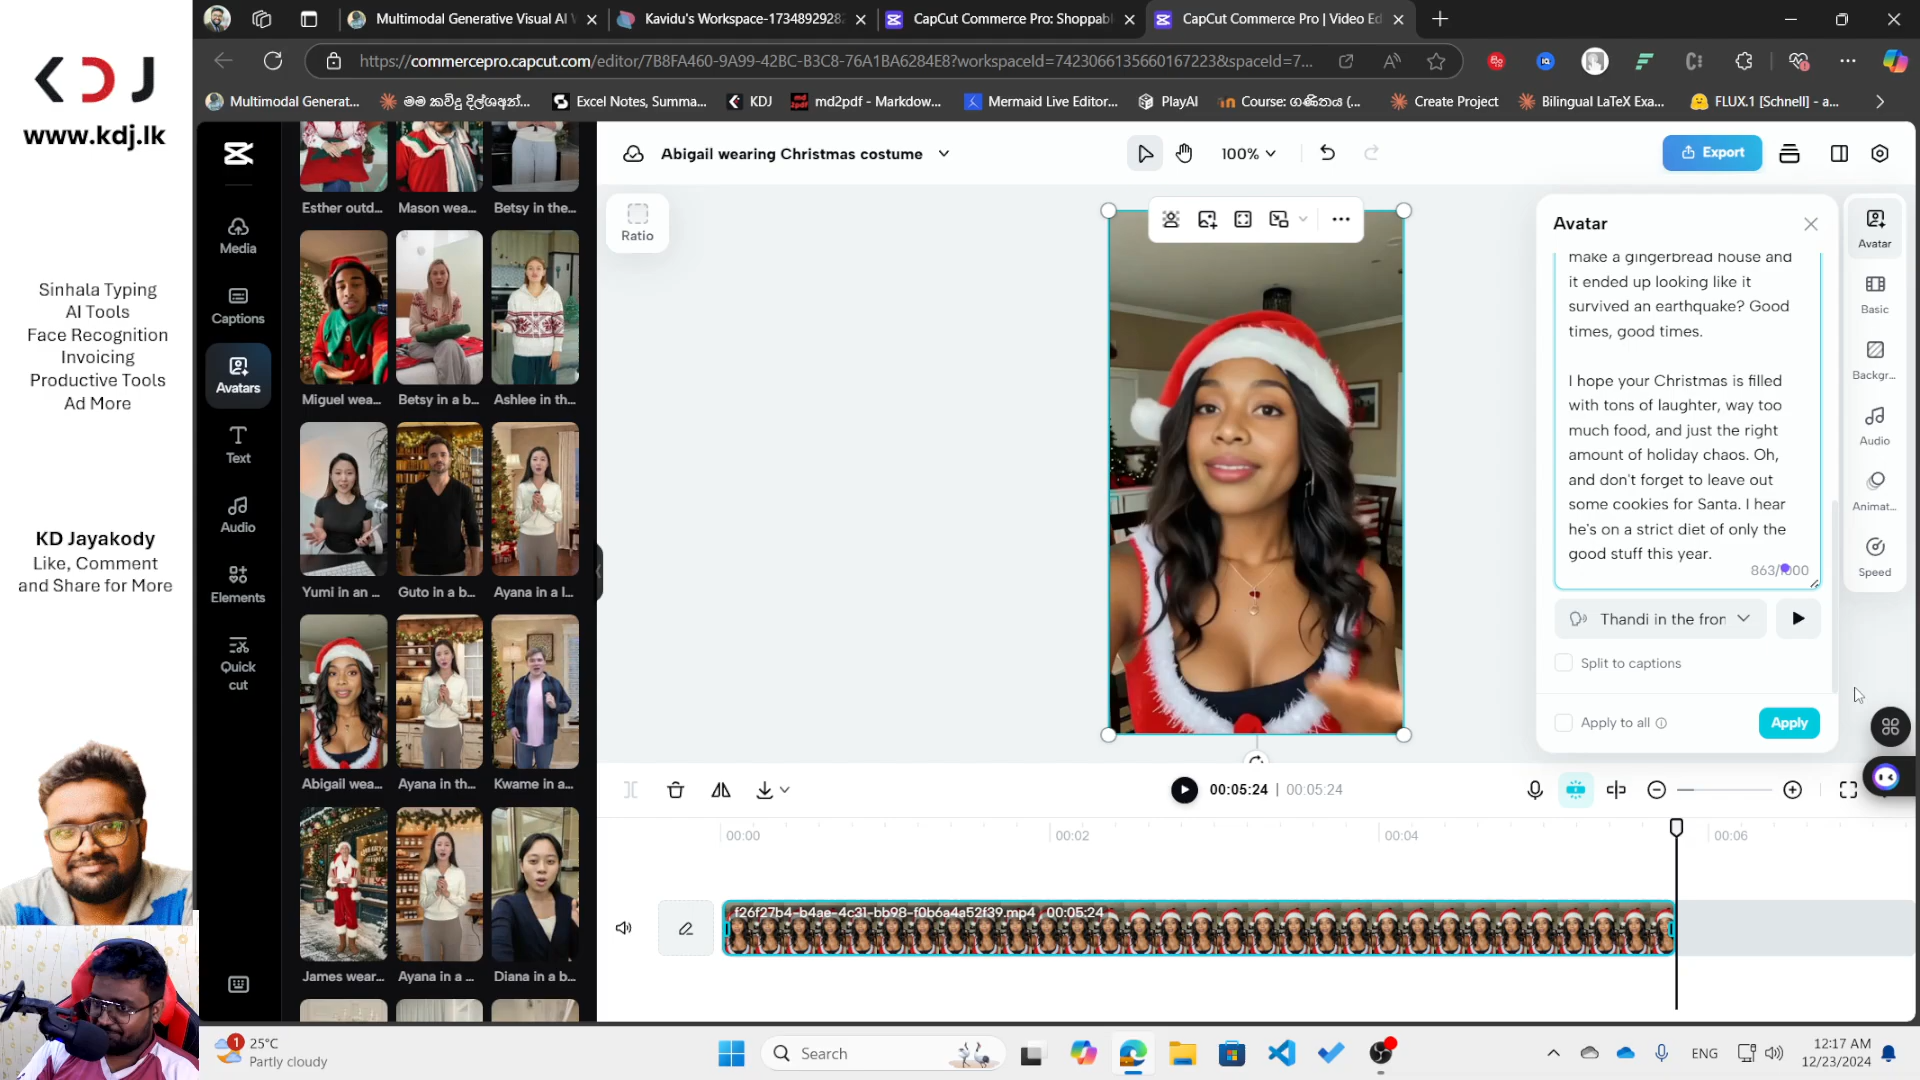 KDJ
www.kdj.lk
Sinhala Typing
AI Tools
Face Recognition
Invoicing
Productive Tools
Ad More
KD Jayakody
Like, Comment
and Share for More
Multimodal Generative Visual AI
Kavidu's Workspace-1734892928
CapCut Commerce Pro: Shoppabl
CapCut Commerce Pro | Video Ed
https://commercepro.capcut.com/editor/7B8FA460-9A99-42BC-B3C8-76A1BA6284E8?workspaceId=7423066135660167223&spaceId=7...
Multimodal Generat...
මම කවිදු දිල්ශාන්...
Excel Notes, Summa...
KDJ
md2pdf - Markdow...
Mermaid Live Editor...
PlayAI
Course: ගණිතය (...
Create Project
Bilingual LaTeX Exa...
FLUX.1 [Schnell] - a...
Media
Captions
Avatars
Text
Audio
Elements
Quick
cut
Esther outd...
Mason wea...
Betsy in the...
Miguel wea...
Betsy in a b...
Ashlee in th...
Yumi in an ...
Guto in a b...
Ayana in a l...
Abigail wea...
Ayana in th...
Kwame in a...
James wear...
Ayana in a ...
Diana in a b...
Abigail wearing Christmas costume
100%
Export
Ratio
Avatar
make a gingerbread house and
it ended up looking like it
survived an earthquake? Good
times, good times.
I hope your Christmas is filled
with tons of laughter, way too
much food, and just the right
amount of holiday chaos. Oh,
and don't forget to leave out
some cookies for Santa. I hear
he's on a strict diet of only the
good stuff this year.
863/1000
Thandi in the fron
Split to captions
Apply to all
Apply
Avatar
Basic
Backgr...
Audio
Animat...
Speed
00:05:24 | 00:05:24
00:00
00:02
00:04
00:06
f26f27b4-b4ae-4c31-bb98-f0b6a4a52f39.mp4 , 00:05:24
1
25°C
Partly cloudy
Search
ENG
12:17 AM
12/23/2024